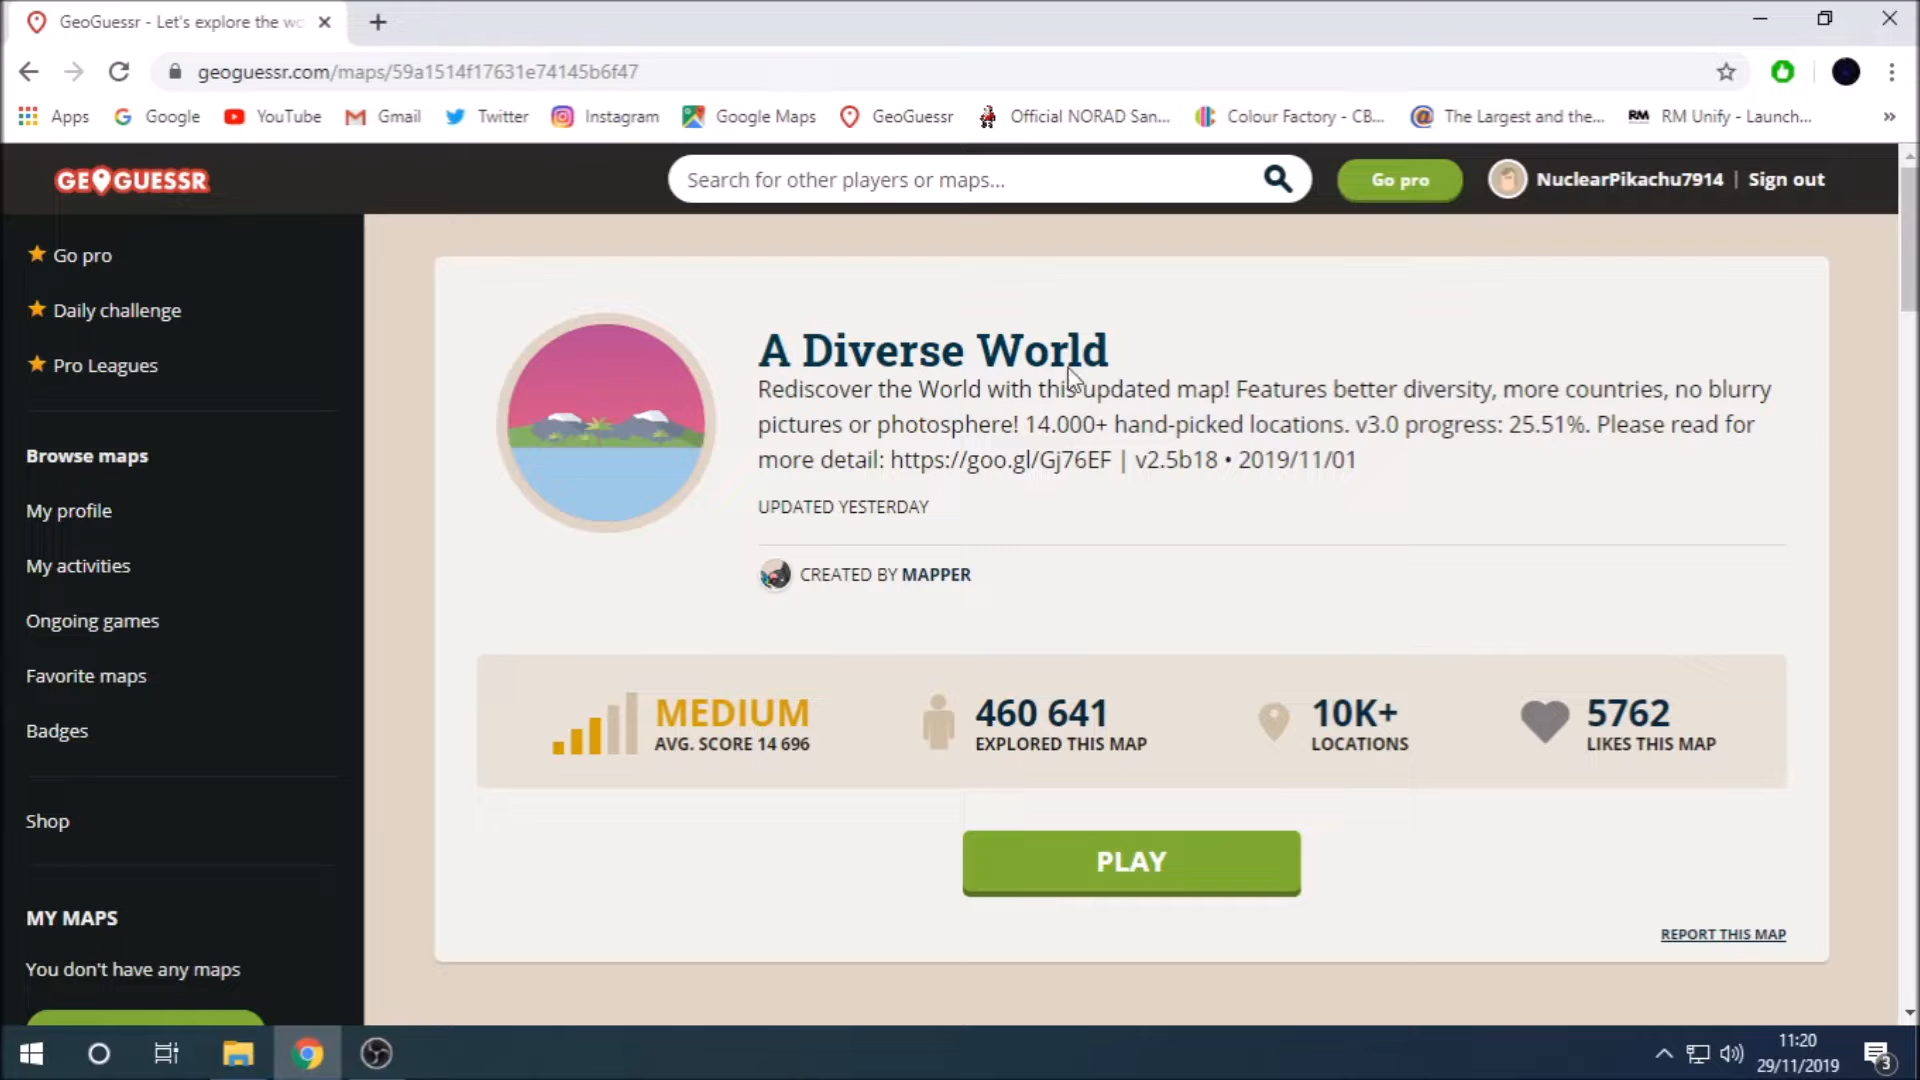 GeoGuessr - Let's explore the wo
geoguessr.com/maps/59a1514f17631e74145b6f47
Apps Google YouTube Gmail Twitter Instagram Google Maps GeoGuessr Official NORAD San... Colour Factory - CB... The Largest and the... RM RM Unify - Launch... »
GEOGUESSR Search for other players or maps... Go pro NuclearPikachu7914 | Sign out
Go pro
Daily challenge
Pro Leagues
Browse maps
My profile
My activities
Ongoing games
Favorite maps
Badges
Shop
MY MAPS
You don't have any maps
A Diverse World
Rediscover the World with this updated map! Features better diversity, more countries, no blurry
pictures or photosphere! 14.000+ hand-picked locations. v3.0 progress: 25.51%. Please read for
more detail: https://goo.gl/Gj76EF | v2.5b18 • 2019/11/01
UPDATED YESTERDAY
CREATED BY MAPPER
MEDIUM 460 641 10K+ 5762
AVG. SCORE 14 696 EXPLORED THIS MAP LOCATIONS LIKES THIS MAP
PLAY
REPORT THIS MAP
11:20
29/11/2019
3